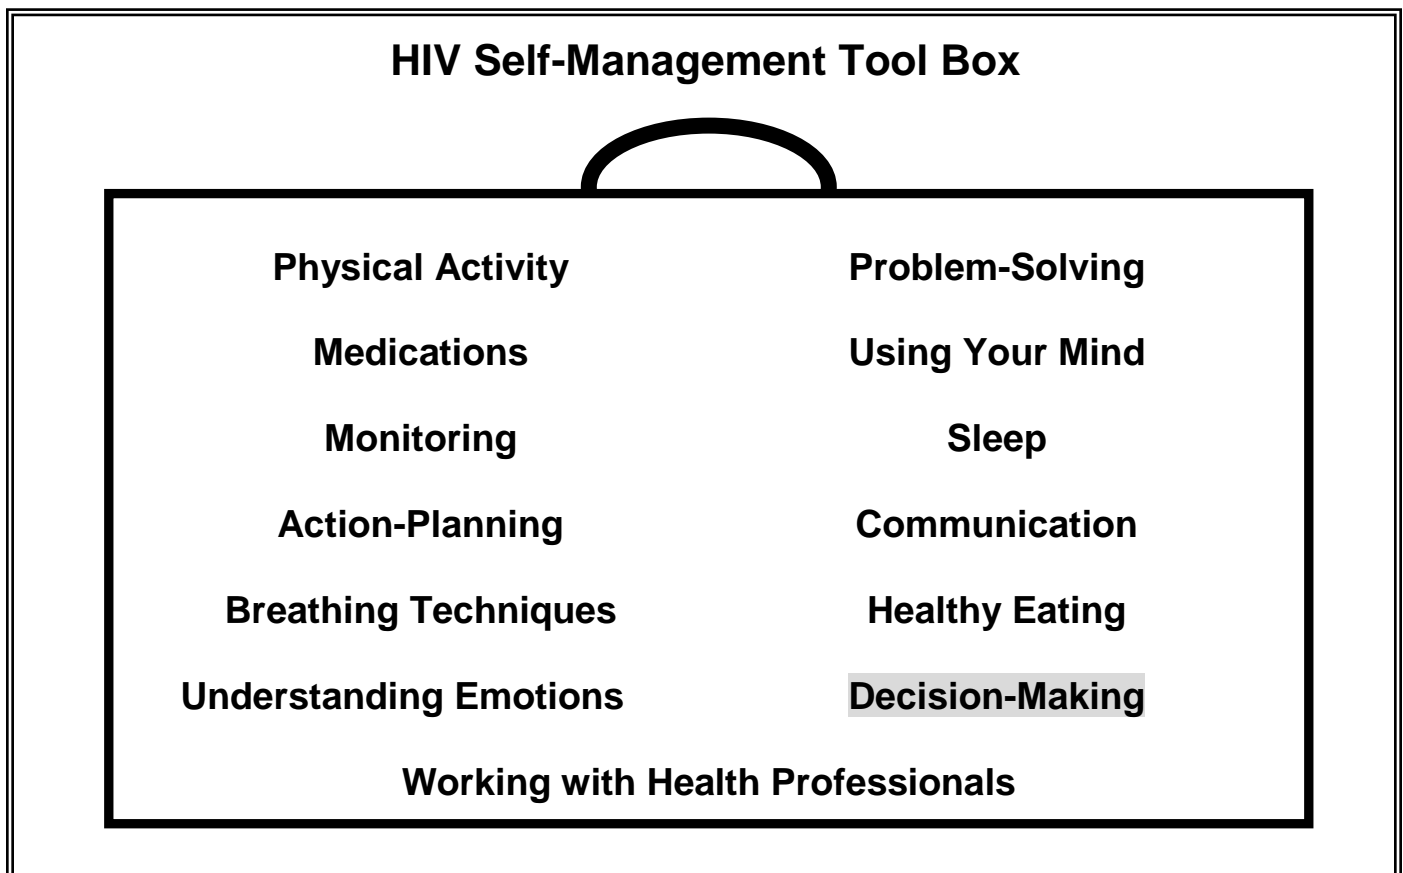 HIV Self-Management Tool Box
Physical Activity Problem-Solving
Medications Using Your Mind
Monitoring Sleep
Action-Planning Communication
Breathing Techniques Healthy Eating
Understanding Emotions Decision-Making
Working with Health Professionals